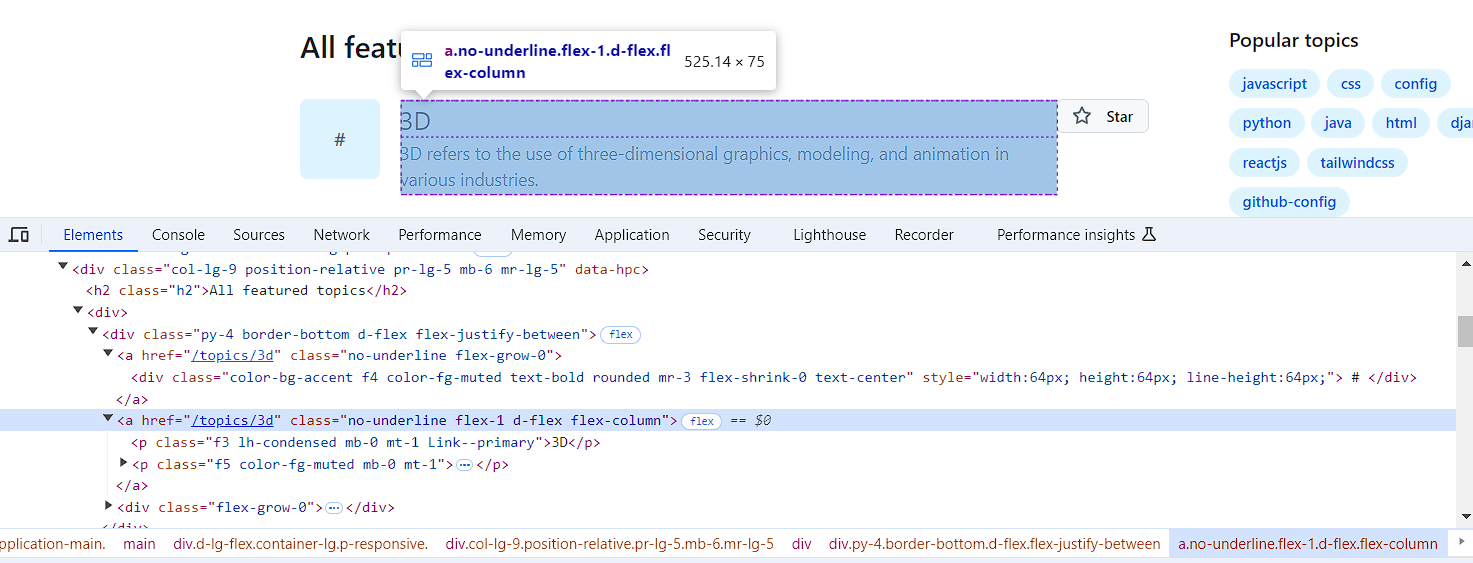 All featu
a.no-underline.flex-1.d-flex.fl
ex-column
525.14 × 75
#
3D
3D refers to the use of three-dimensional graphics, modeling, and animation in
various industries.
Star
Popular topics
javascript css config
python java html djan
reactjs tailwindcss
github-config
Elements Console Sources Network Performance Memory Application Security Lighthouse Recorder Performance insights
<div class="col-lg-9 position-relative pr-lg-5 mb-6 mr-lg-5" data-hpc>
<h2 class="h2">All featured topics</h2>
<div>
<div class="py-4 border-bottom d-flex flex-justify-between"> flex
<a href="/topics/3d" class="no-underline flex-grow-0">
<div class="color-bg-accent f4 color-fg-muted text-bold rounded mr-3 flex-shrink-0 text-center" style="width:64px; height:64px; line-height:64px;"> # </div>
</a>
<a href="/topics/3d" class="no-underline flex-1 d-flex flex-column"> flex == $0
<p class="f3 lh-condensed mb-0 mt-1 Link--primary">3D</p>
<p class="f5 color-fg-muted mb-0 mt-1">⋯</p>
</a>
<div class="flex-grow-0">⋯</div>
</div>
pplication-main. main div.d-lg-flex.container-lg.p-responsive. div.col-lg-9.position-relative.pr-lg-5.mb-6.mr-lg-5 div div.py-4.border-bottom.d-flex.flex-justify-between a.no-underline.flex-1.d-flex.flex-column